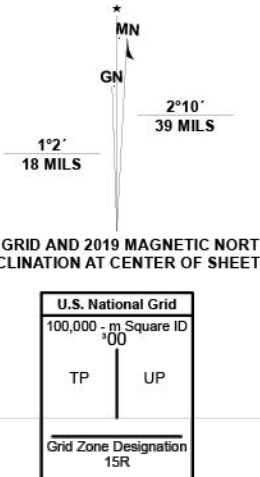 ★
MN
GN
2°10´
39 MILS
1°2´
18 MILS
GRID AND 2019 MAGNETIC NORT
CLINATION AT CENTER OF SHEET
U.S. National Grid
100,000 - m Square ID
³00
TP UP
Grid Zone Designation
15R